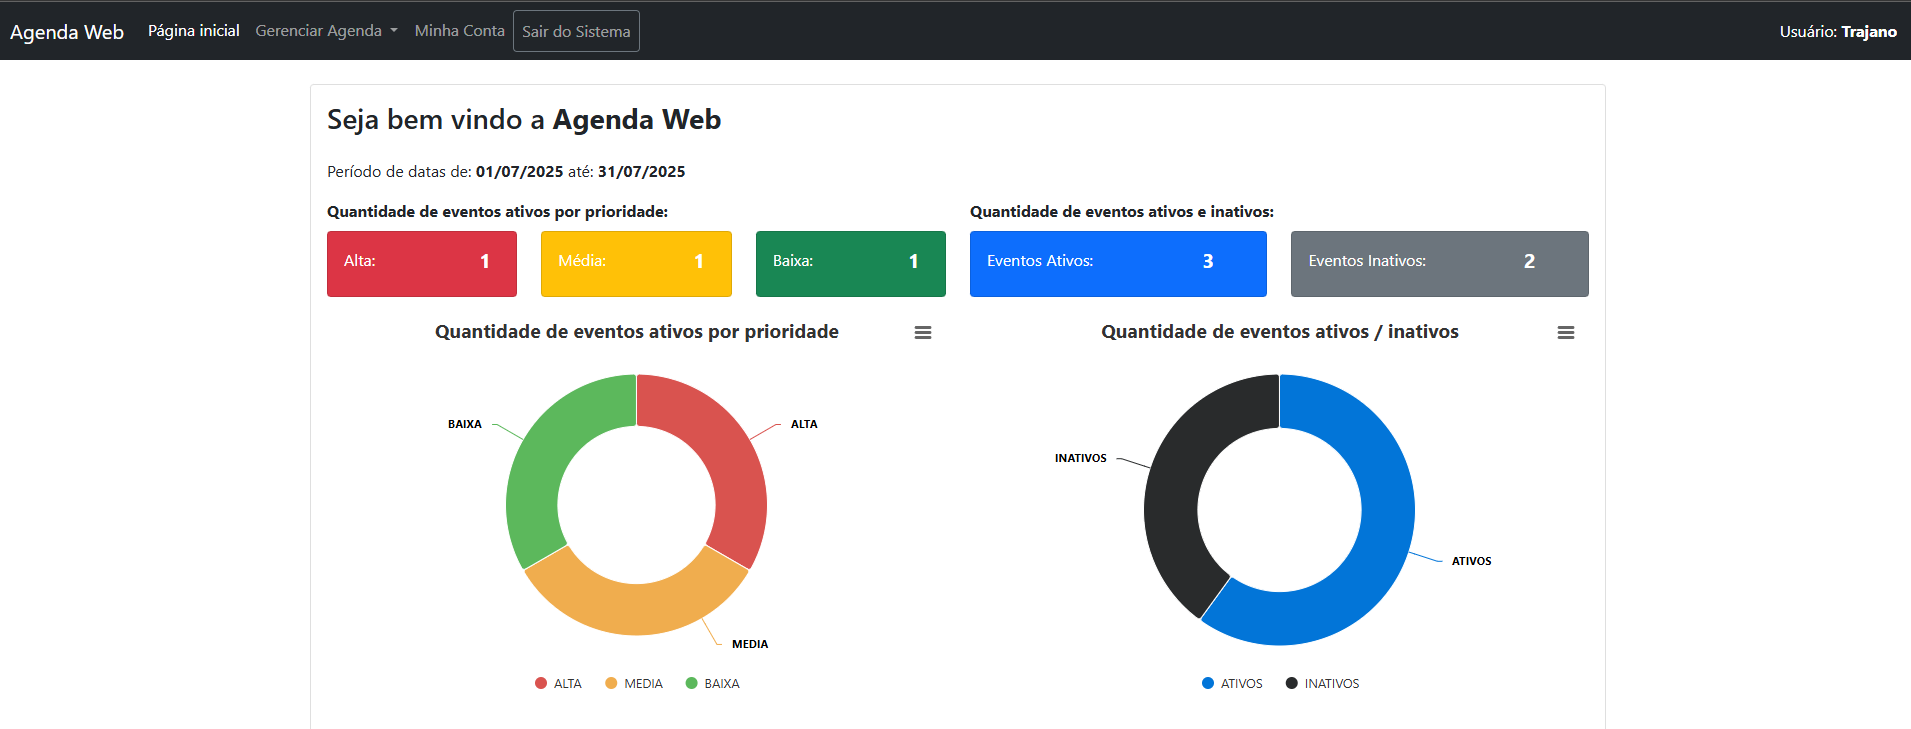 Agenda Web Página inicial Gerenciar Agenda Minha Conta Sair do Sistema Usuário: Trajano
Seja bem vindo a Agenda Web
Período de datas de: 01/07/2025 até: 31/07/2025
Quantidade de eventos ativos por prioridade:
Alta: 1
Média: 1
Baixa: 1
Quantidade de eventos ativos e inativos:
Eventos Ativos: 3
Eventos Inativos: 2
Quantidade de eventos ativos por prioridade
BAIXA
ALTA
MEDIA
ALTA MEDIA BAIXA
Quantidade de eventos ativos / inativos
INATIVOS
ATIVOS
ATIVOS INATIVOS